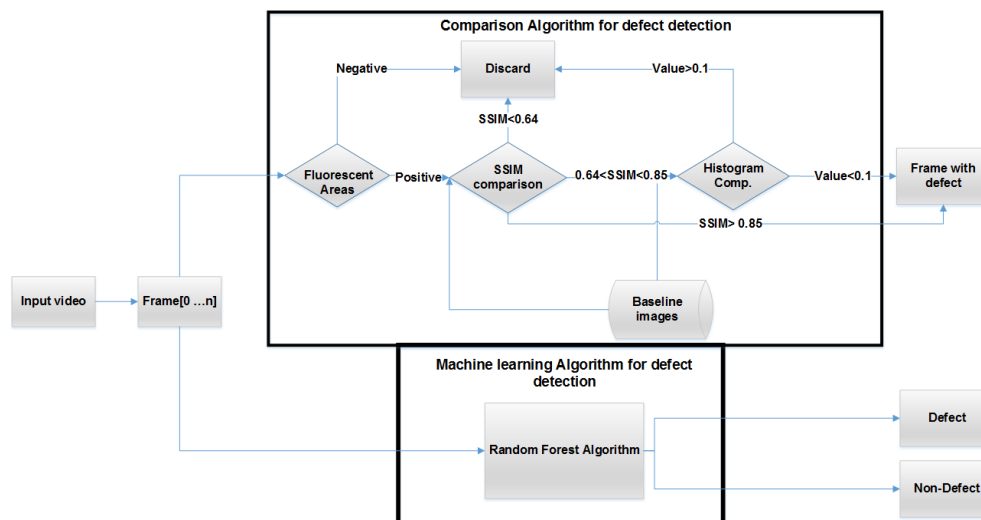 Comparison Algorithm for defect detection
Negative
Discard
Value>0.1
SSIM<0.64
Fluorescent
Areas
Positive
SSIM
comparison
0.64<SSIM<0.85
Histogram
Comp.
Value<0.1
Frame with
defect
SSIM> 0.85
Input video
Frame[0 ...n]
Baseline
images
Machine learning Algorithm for defect
detection
Random Forest Algorithm
Defect
Non-Defect